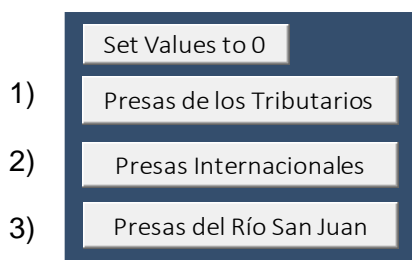 Set Values to 0
1) Presas de los Tributarios
2) Presas Internacionales
3) Presas del Río San Juan